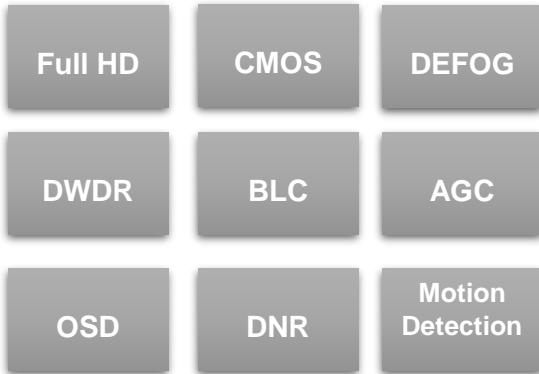 Full HD
CMOS
DEFOG
DWDR
BLC
AGC
OSD
DNR
Motion
Detection